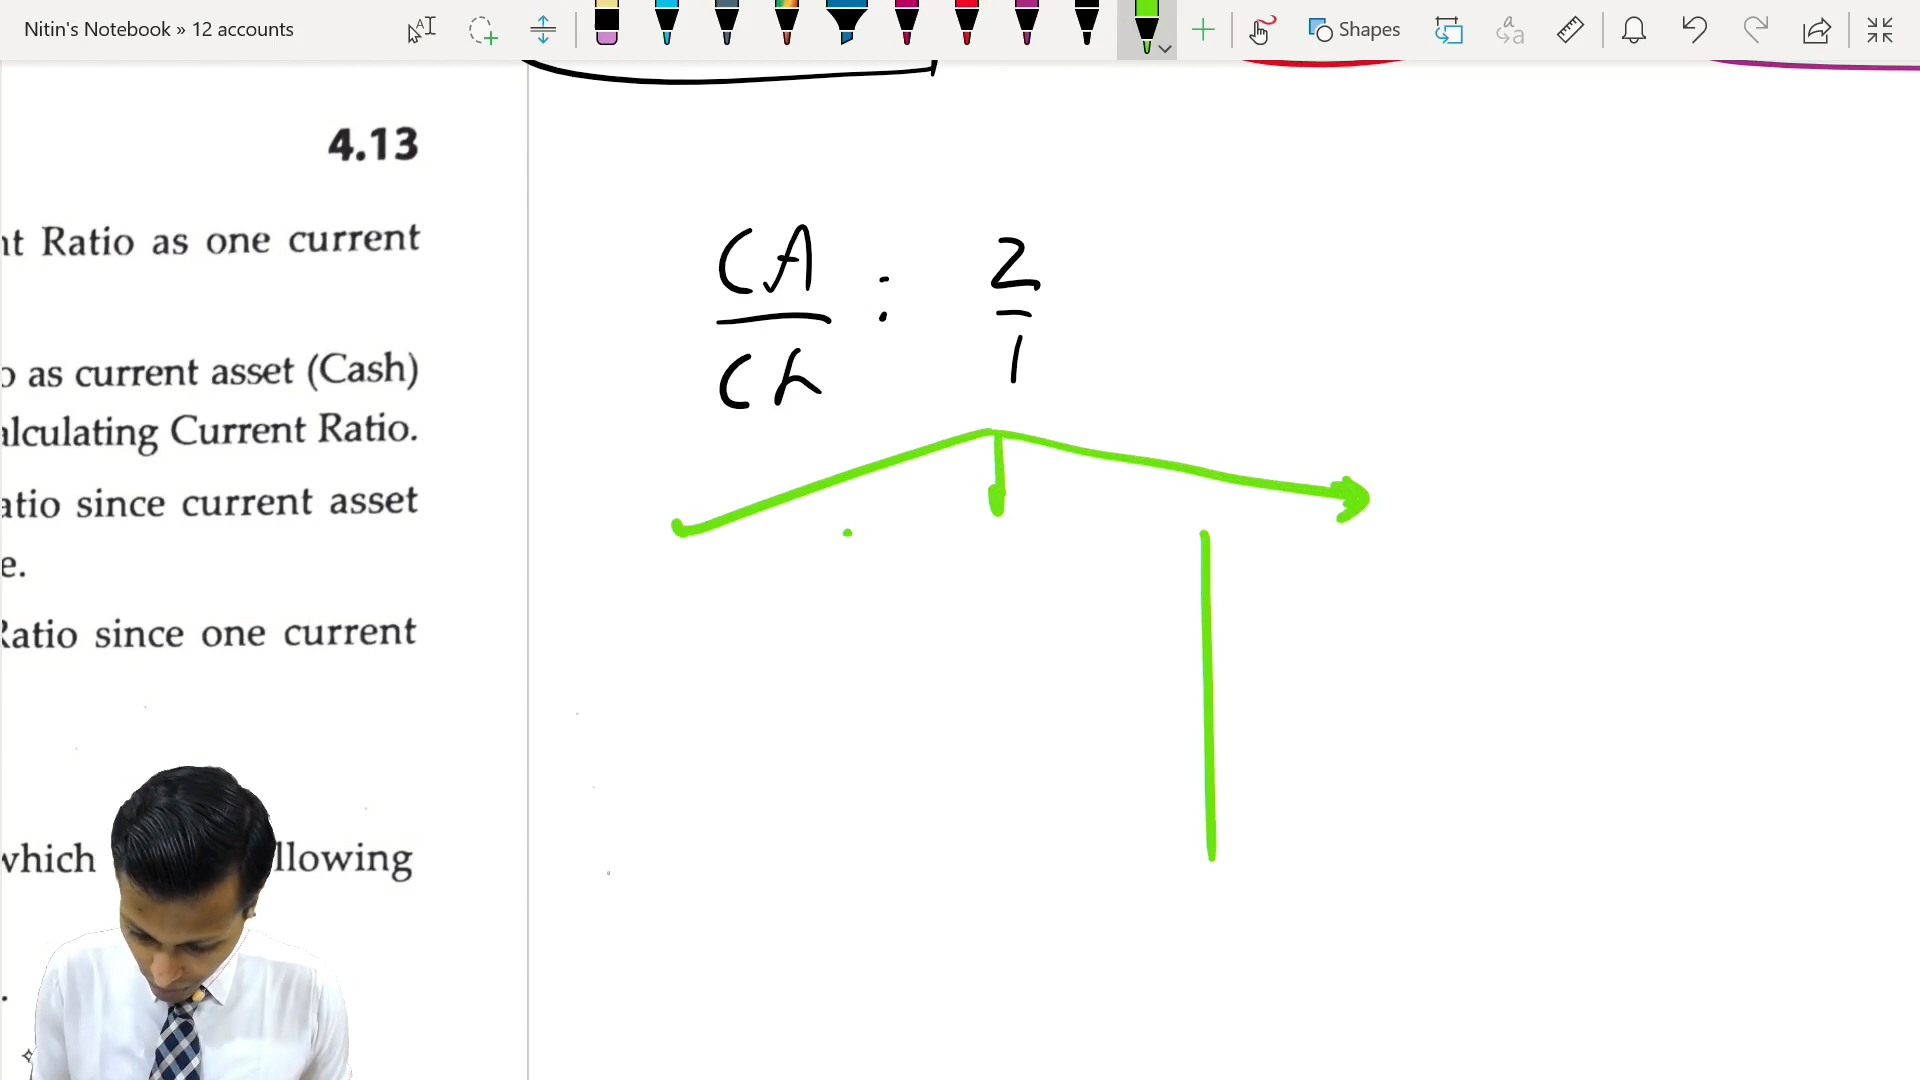 Nitin's Notebook » 12 accounts
Shapes
4.13
nt Ratio as one current
o as current asset (Cash)
alculating Current Ratio.
atio since current asset
e.
Ratio since one current
which llowing
CA : 2
CL 1